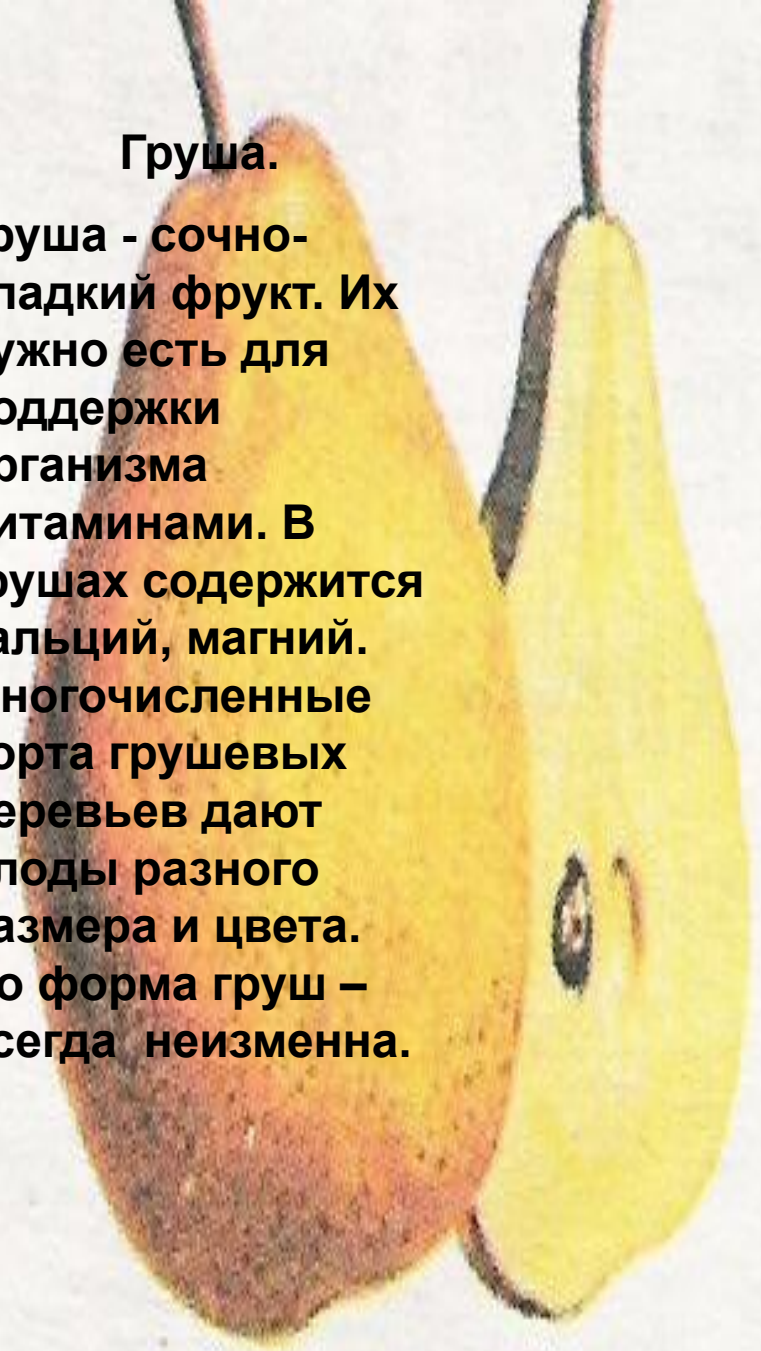 Груша.
руша - сочно-
ладкий фрукт. Их
ужно есть для
оддержки
рганизма
итаминами. В
рушах содержится
альций, магний.
ногочисленные
орта грушевых
еревьев дают
лоды разного
азмера и цвета.
о форма груш –
сегда  неизменна.